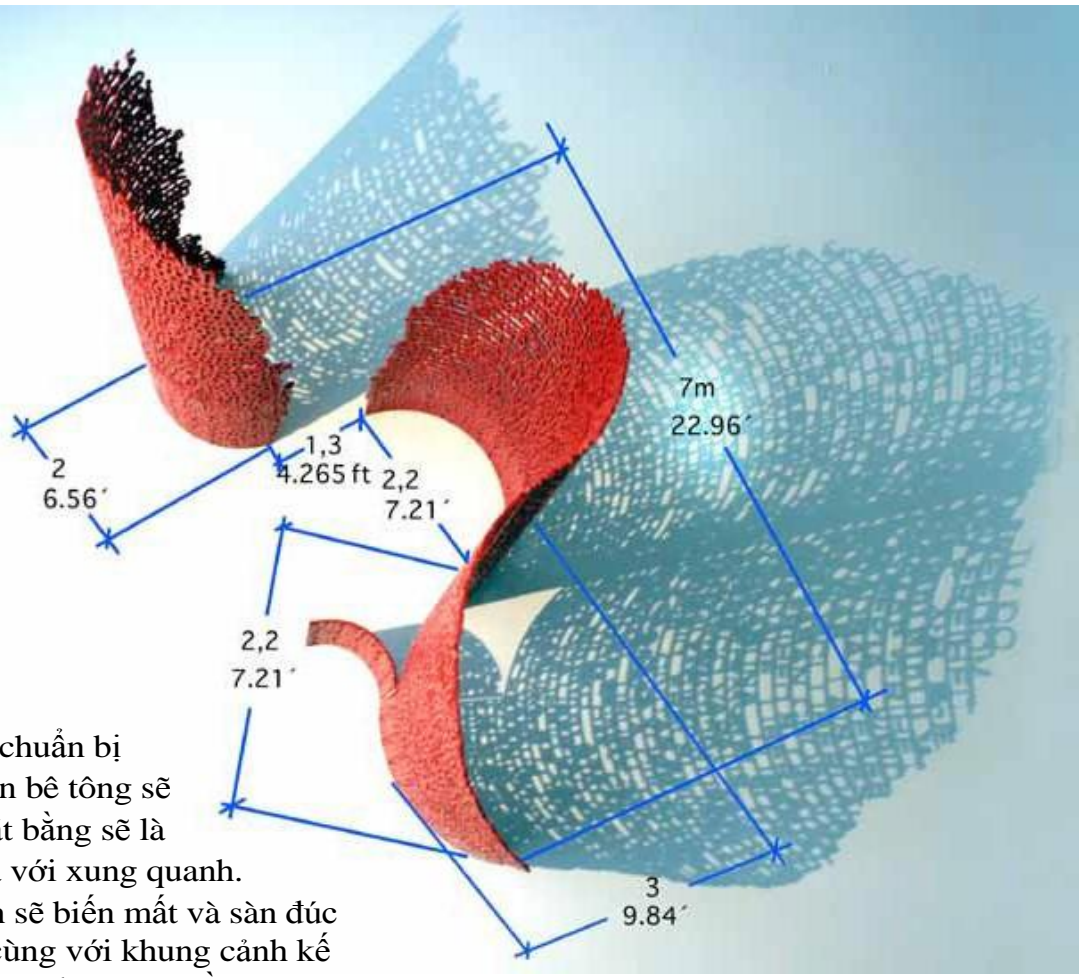 7m
22.96´
1,3
4.265 ft
2,2
7.21´
2
6.56´
2,2
7.21´
chuẩn bị
bê tông sẽ
bằng sẽ là
với xung quanh.
sẽ biến mất và sàn đúc
cùng với khung cảnh kế
3
9.84´